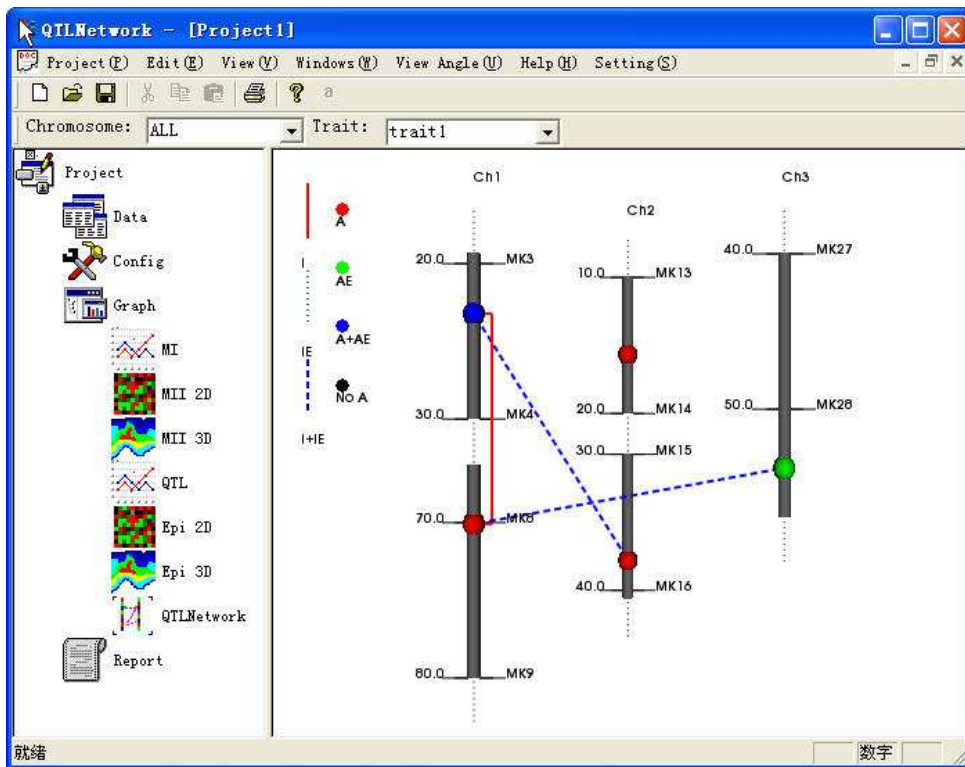 QTLNetwork - [Project1]
DOC Project(P) Edit(E) View(V) Windows(W) View Angle(U) Help(H) Setting(S)
a
Chromosome: ALL Trait: trait1
Project
Data
Config
Graph
MI
MII 2D
MII 3D
QTL
Epi 2D
Epi 3D
QTLNetwork
Report
A
I
AE
IE
A+AE
No A
I+IE
Ch1
20.0 MK3
30.0 MK4
70.0 MK8
80.0 MK9
Ch2
10.0 MK13
20.0 MK14
30.0 MK15
40.0 MK16
Ch3
40.0 MK27
50.0 MK28
就绪 数字